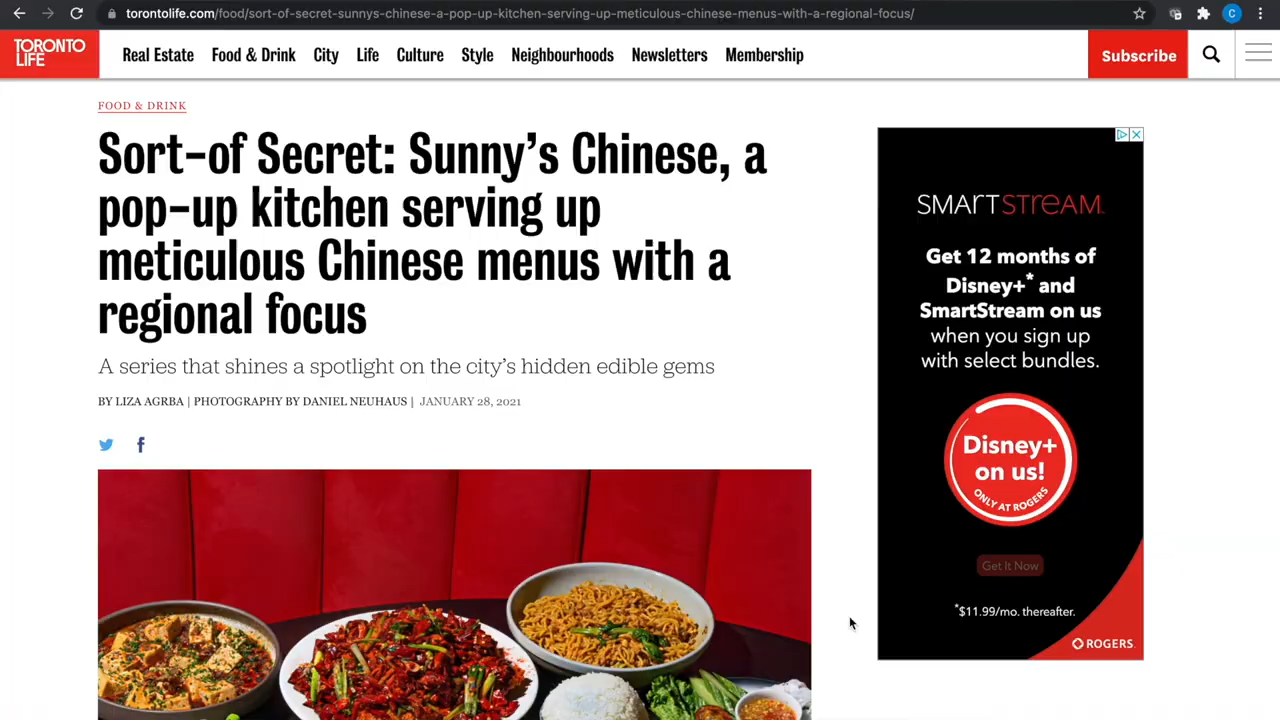 torontolife.com/food/sort-of-secret-sunnys-chinese-a-pop-up-kitchen-serving-up-meticulous-chinese-menus-with-a-regional-focus/
C
TORONTO
LIFE
Real Estate
Food & Drink
City
Life
Culture
Style
Neighbourhoods
Newsletters
Membership
Subscribe
FOOD & DRINK
Sort-of Secret: Sunny's Chinese, a
pop-up kitchen serving up
meticulous Chinese menus with a
regional focus
A series that shines a spotlight on the city's hidden edible gems
BY LIZA AGRBA | PHOTOGRAPHY BY DANIEL NEUHAUS | JANUARY 28, 2021
SMARTSTREAM
Get 12 months of
Disney+* and
SmartStream on us
when you sign up
with select bundles.
Disney+
on us!
ONLY AT ROGERS
Get It Now
*$11.99/mo. thereafter.
ROGERS